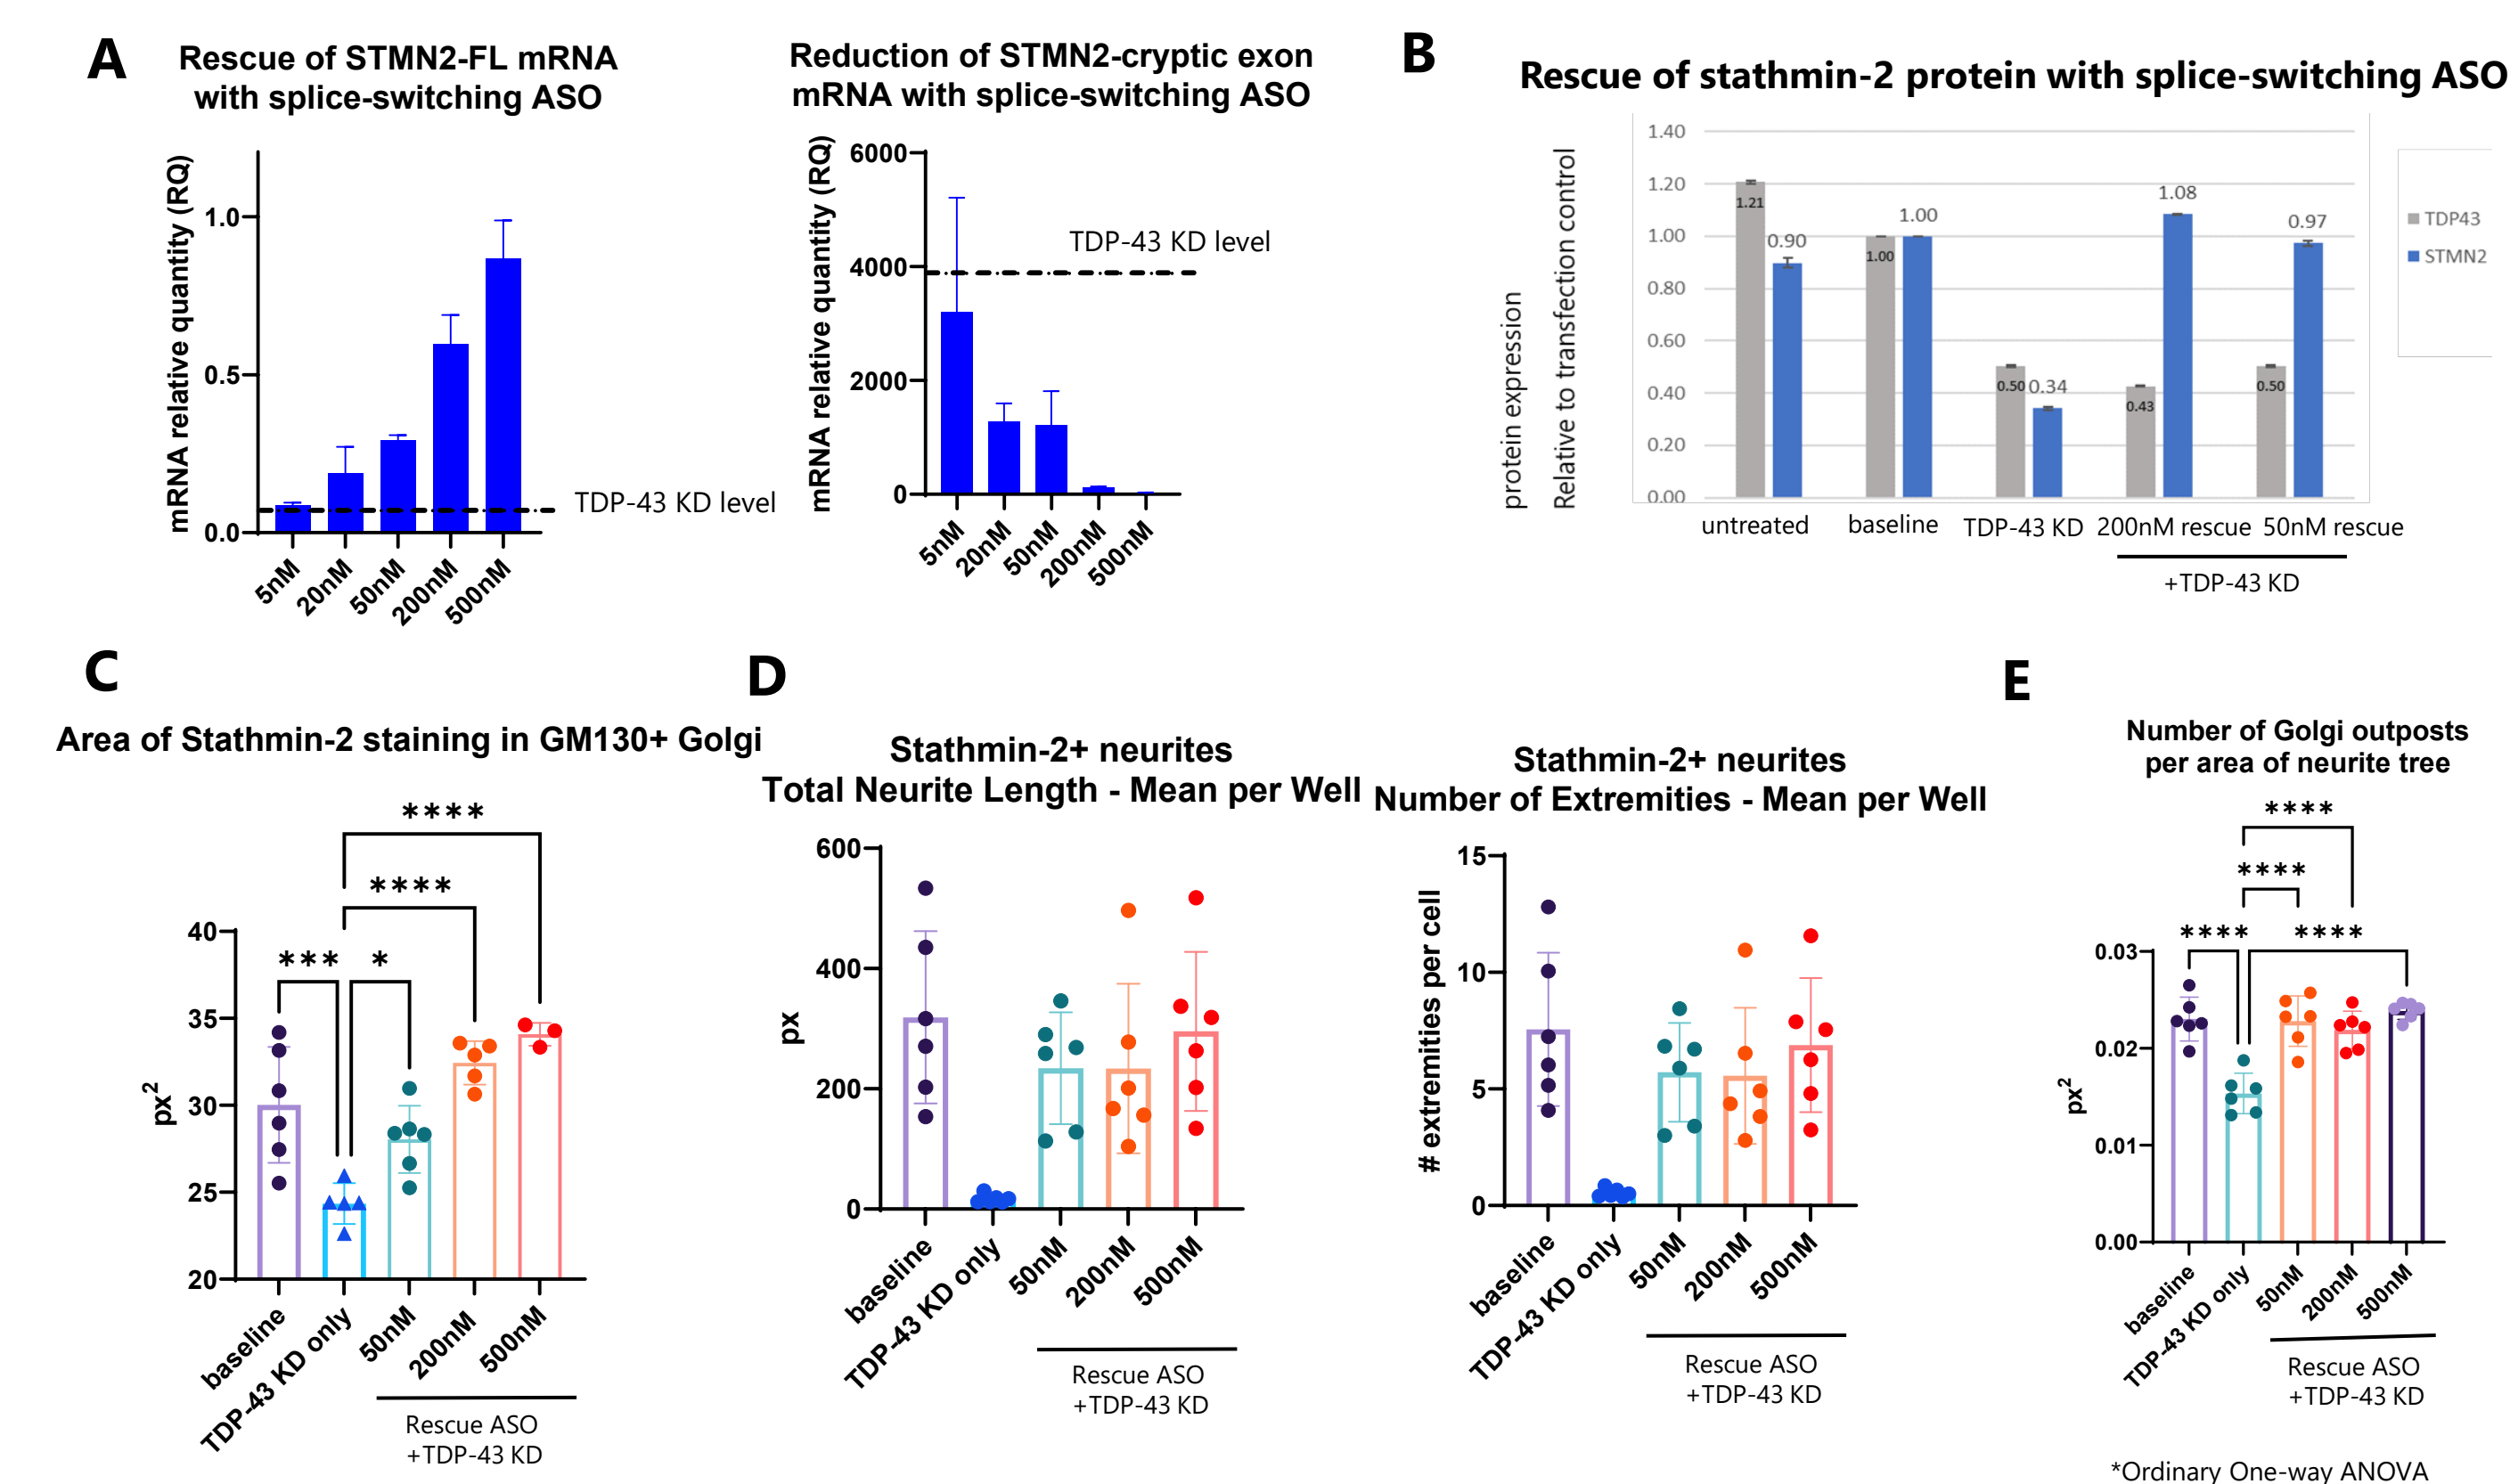 A
Rescue of STMN2-FL mRNA
with splice-switching ASO
mRNA relative quantity (RQ)
1.0
0.5
0.0
TDP-43 KD level
5nM
20nM
50nM
200nM
500nM
Reduction of STMN2-cryptic exon
mRNA with splice-switching ASO
mRNA relative quantity (RQ)
6000
4000
2000
0
TDP-43 KD level
5nM
20nM
50nM
200nM
500nM
B
Rescue of stathmin-2 protein with splice-switching ASO
protein expression
Relative to transfection control
1.40
1.20
1.00
0.80
0.60
0.40
0.20
0.00
1.21
0.90
1.00
1.00
0.50
0.34
0.43
1.08
0.50
0.97
TDP43
STMN2
untreated
baseline
TDP-43 KD
200nM rescue
50nM rescue
+TDP-43 KD
C
Area of Stathmin-2 staining in GM130+ Golgi
****
****
***
*
px²
40
35
30
25
20
baseline
TDP-43 KD only
50nM
200nM
500nM
Rescue ASO
+TDP-43 KD
D
Stathmin-2+ neurites
Total Neurite Length - Mean per Well
px
600
400
200
0
baseline
TDP-43 KD only
50nM
200nM
500nM
Rescue ASO
+TDP-43 KD
Stathmin-2+ neurites
Number of Extremities - Mean per Well
# extremities per cell
15
10
5
0
baseline
TDP-43 KD only
50nM
200nM
500nM
Rescue ASO
+TDP-43 KD
E
Number of Golgi outposts
per area of neurite tree
****
****
****
****
px²
0.03
0.02
0.01
0.00
baseline
TDP-43 KD only
50nM
200nM
500nM
Rescue ASO
+TDP-43 KD
*Ordinary One-way ANOVA